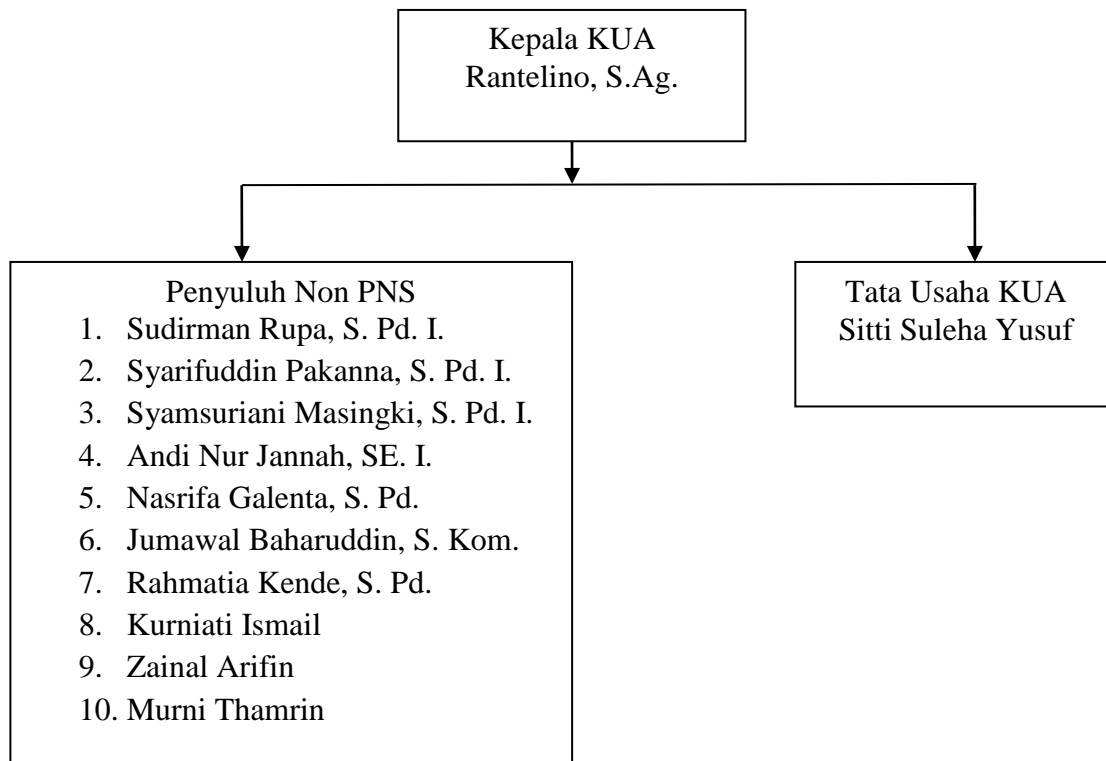 Kepala KUA
Rantelino, S.Ag.
Penyuluh Non PNS
1. Sudirman Rupa, S. Pd. I.
2. Syarifuddin Pakanna, S. Pd. I.
3. Syamsuriani Masingki, S. Pd. I.
4. Andi Nur Jannah, SE. I.
5. Nasrifa Galenta, S. Pd.
6. Jumawal Baharuddin, S. Kom.
7. Rahmatia Kende, S. Pd.
8. Kurniati Ismail
9. Zainal Arifin
10. Murni Thamrin
Tata Usaha KUA
Sitti Suleha Yusuf